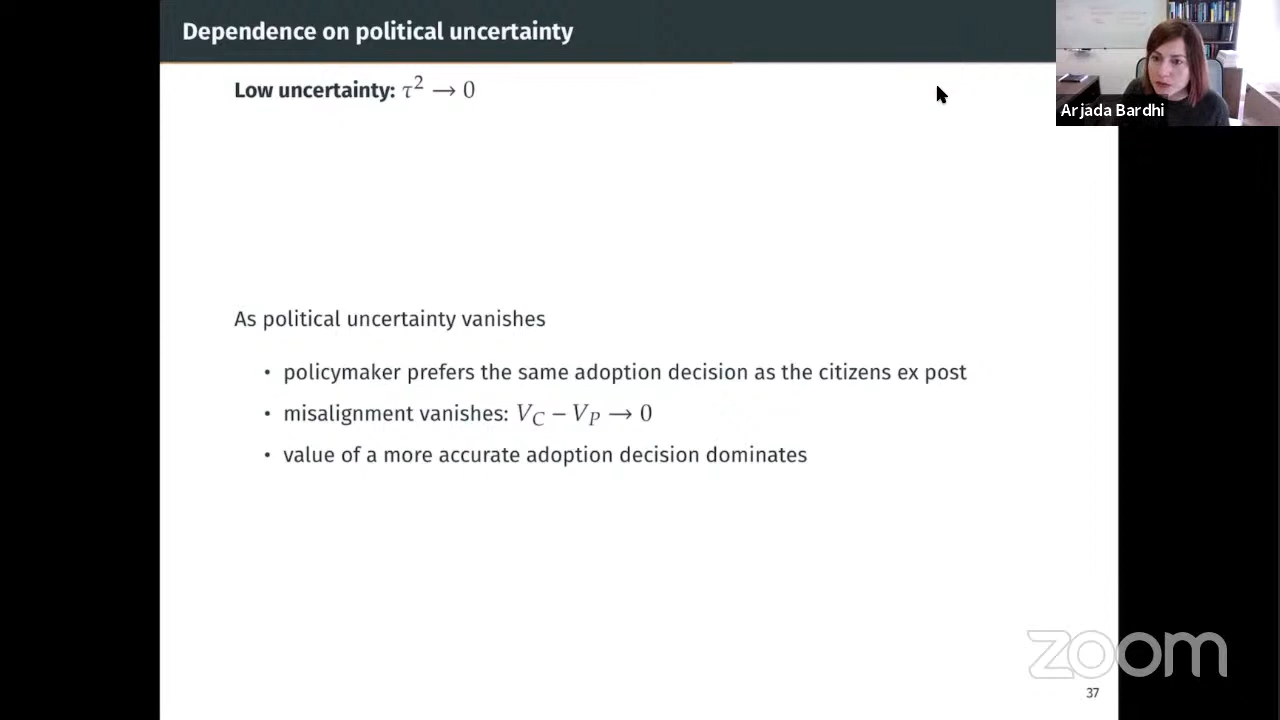 Dependence on political uncertainty
Arjada Bardhi
Low uncertainty: τ² → 0
As political uncertainty vanishes
• policymaker prefers the same adoption decision as the citizens ex post
• misalignment vanishes: V_C − V_P → 0
• value of a more accurate adoption decision dominates
zoom
37